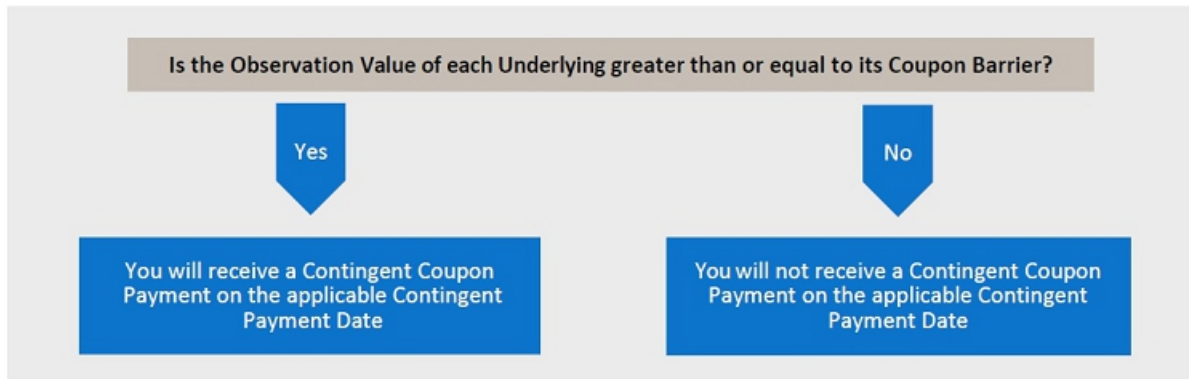 Is the Observation Value of each Underlying greater than or equal to its Coupon Barrier?
Yes
No
You will receive a Contingent Coupon
Payment on the applicable Contingent
Payment Date
You will not receive a Contingent Coupon
Payment on the applicable Contingent
Payment Date